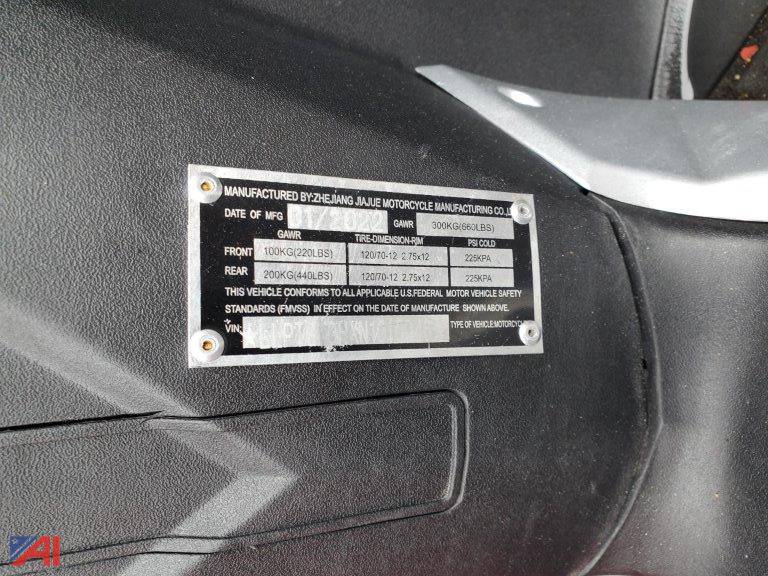 MANUFACTURED BY:ZHEJIANG JIAJUE MOTORCYCLE MANUFACTURING CO.,
DATE OF MFG GAWR 300KG(660LBS)
GAWR TIRE-DIMENSION-RIM PSI COLD
FRONT 100KG(220LBS) 120/70-12 2.75x12 225KPA
REAR 200KG(440LBS) 120/70-12 2.75x12 225KPA
THIS VEHICLE CONFORMS TO ALL APPLICABLE U.S.FEDERAL MOTOR VEHICLE SAFETY
STANDARDS (FMVSS) IN EFFECT ON THE DATE OF MANUFACTURE SHOWN ABOVE.
VIN: TYPE OF VEHICLE:MOTORCYC
AI